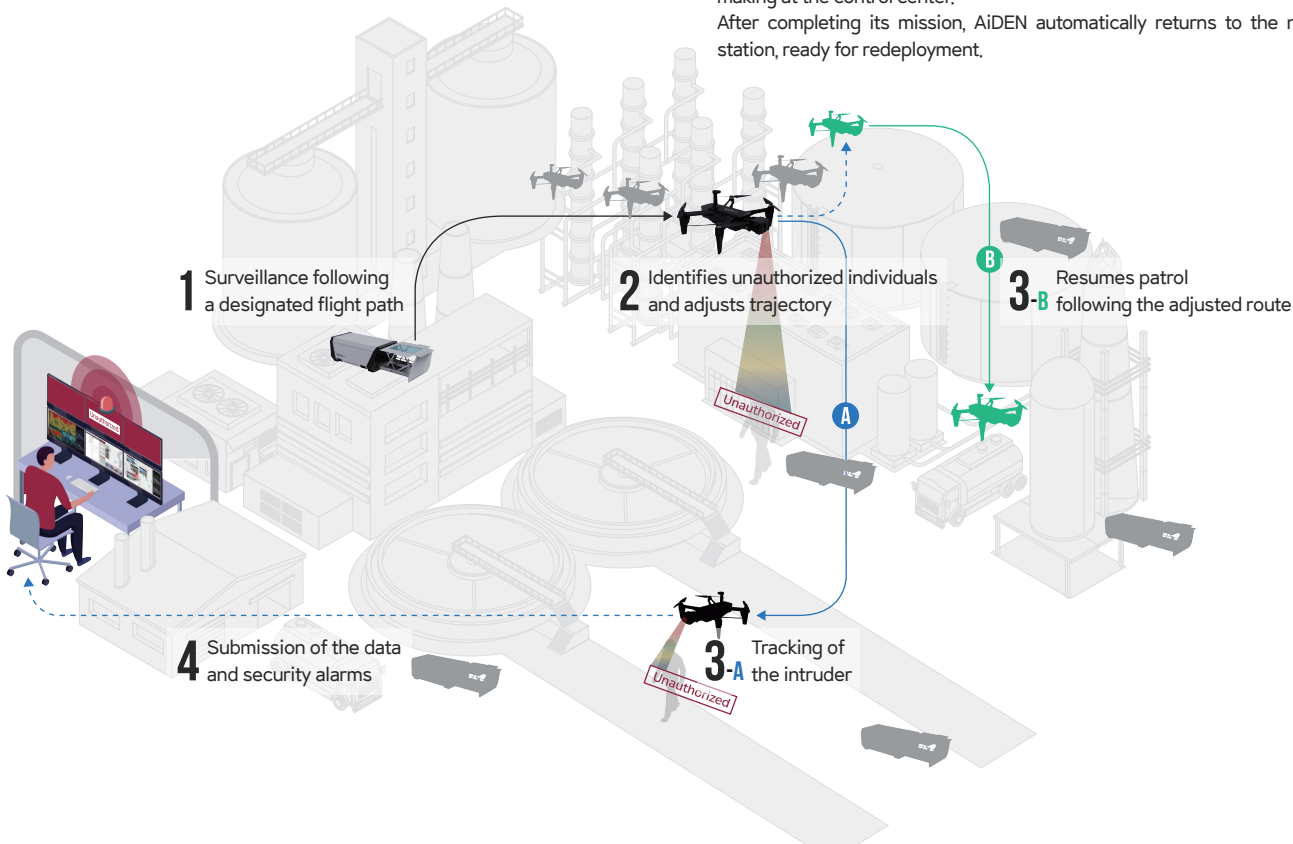 After completing its mission, AiDEN automatically returns to the
station, ready for redeployment.
1 Surveillance following
a designated flight path
2 Identifies unauthorized individuals
and adjusts trajectory
B
3-B Resumes patrol
following the adjusted route
Unauthorized
Unauthorized
A
4 Submission of the data
and security alarms
3-A Tracking of
the intruder
Unauthorized